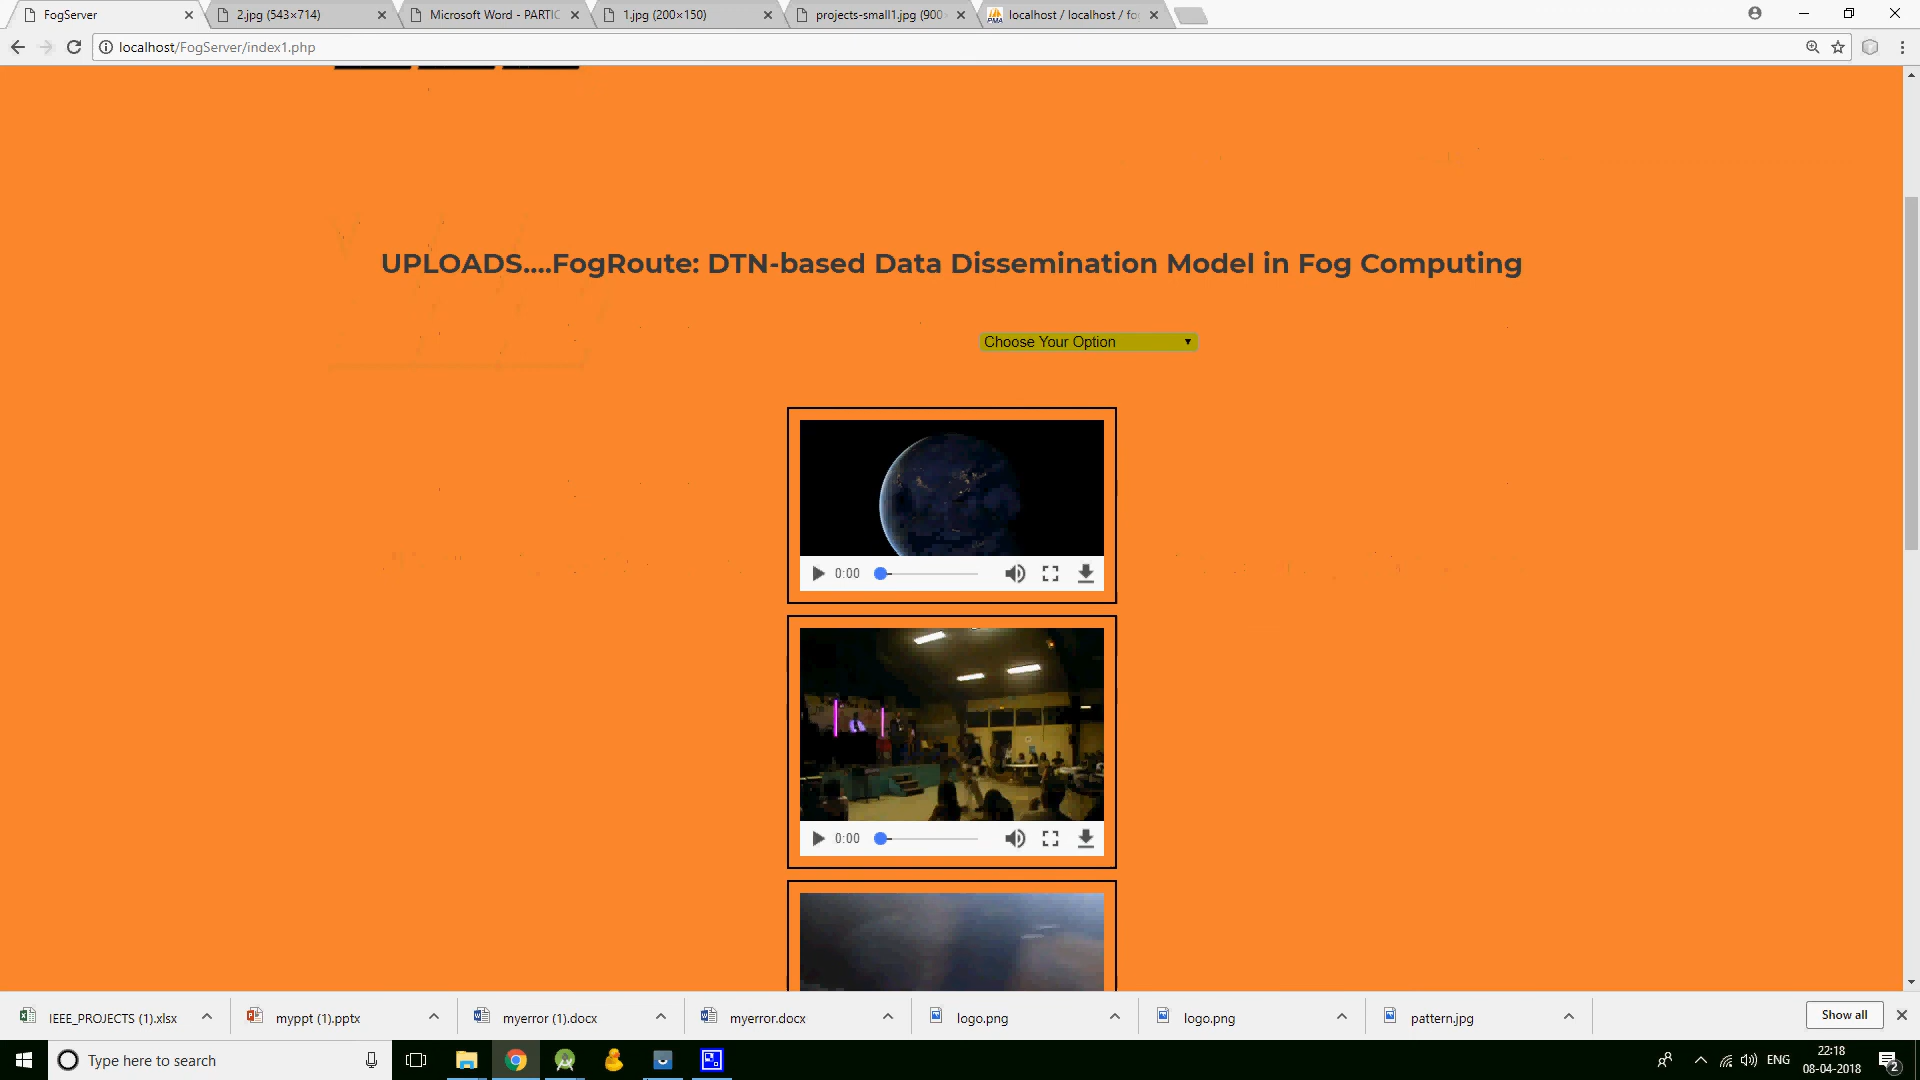 FogServer
2.jpg (543×714)
Microsoft Word - PARTIC
1.jpg (200×150)
projects-small1.jpg (900
localhost / localhost / fo
localhost/FogServer/index1.php
UPLOADS....FogRoute: DTN-based Data Dissemination Model in Fog Computing
Choose Your Option
0:00
0:00
IEEE_PROJECTS (1).xlsx
myppt (1).pptx
myerror (1).docx
myerror.docx
logo.png
logo.png
pattern.jpg
Show all
Type here to search
ENG
22:18
08-04-2018
2